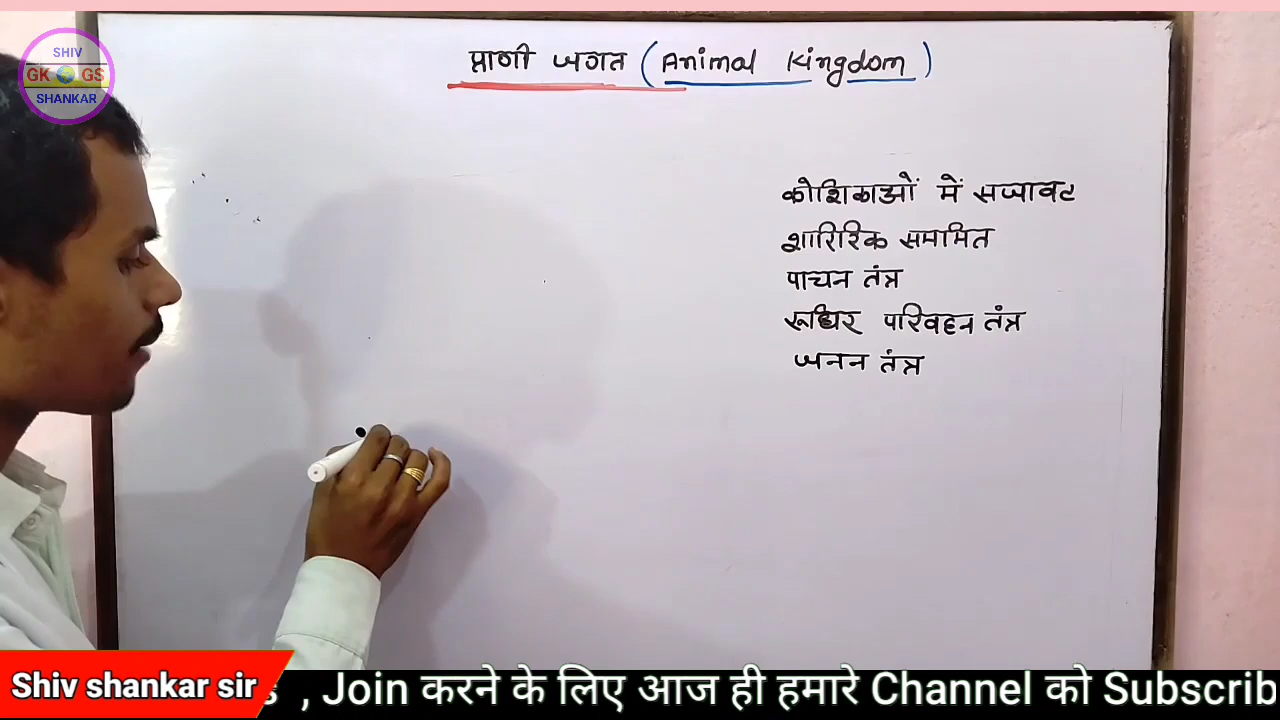 SHIV
GK GS
SHANKAR
प्राणी जगत (Animal Kingdom)
कोशिकाओं में सजावट
शारिरिक सममित
पाचन तंत्र
रूधिर परिवहन तंत्र
जनन तंत्र
Shiv shankar sir
, Join करने के लिए आज ही हमारे Channel को Subscrib